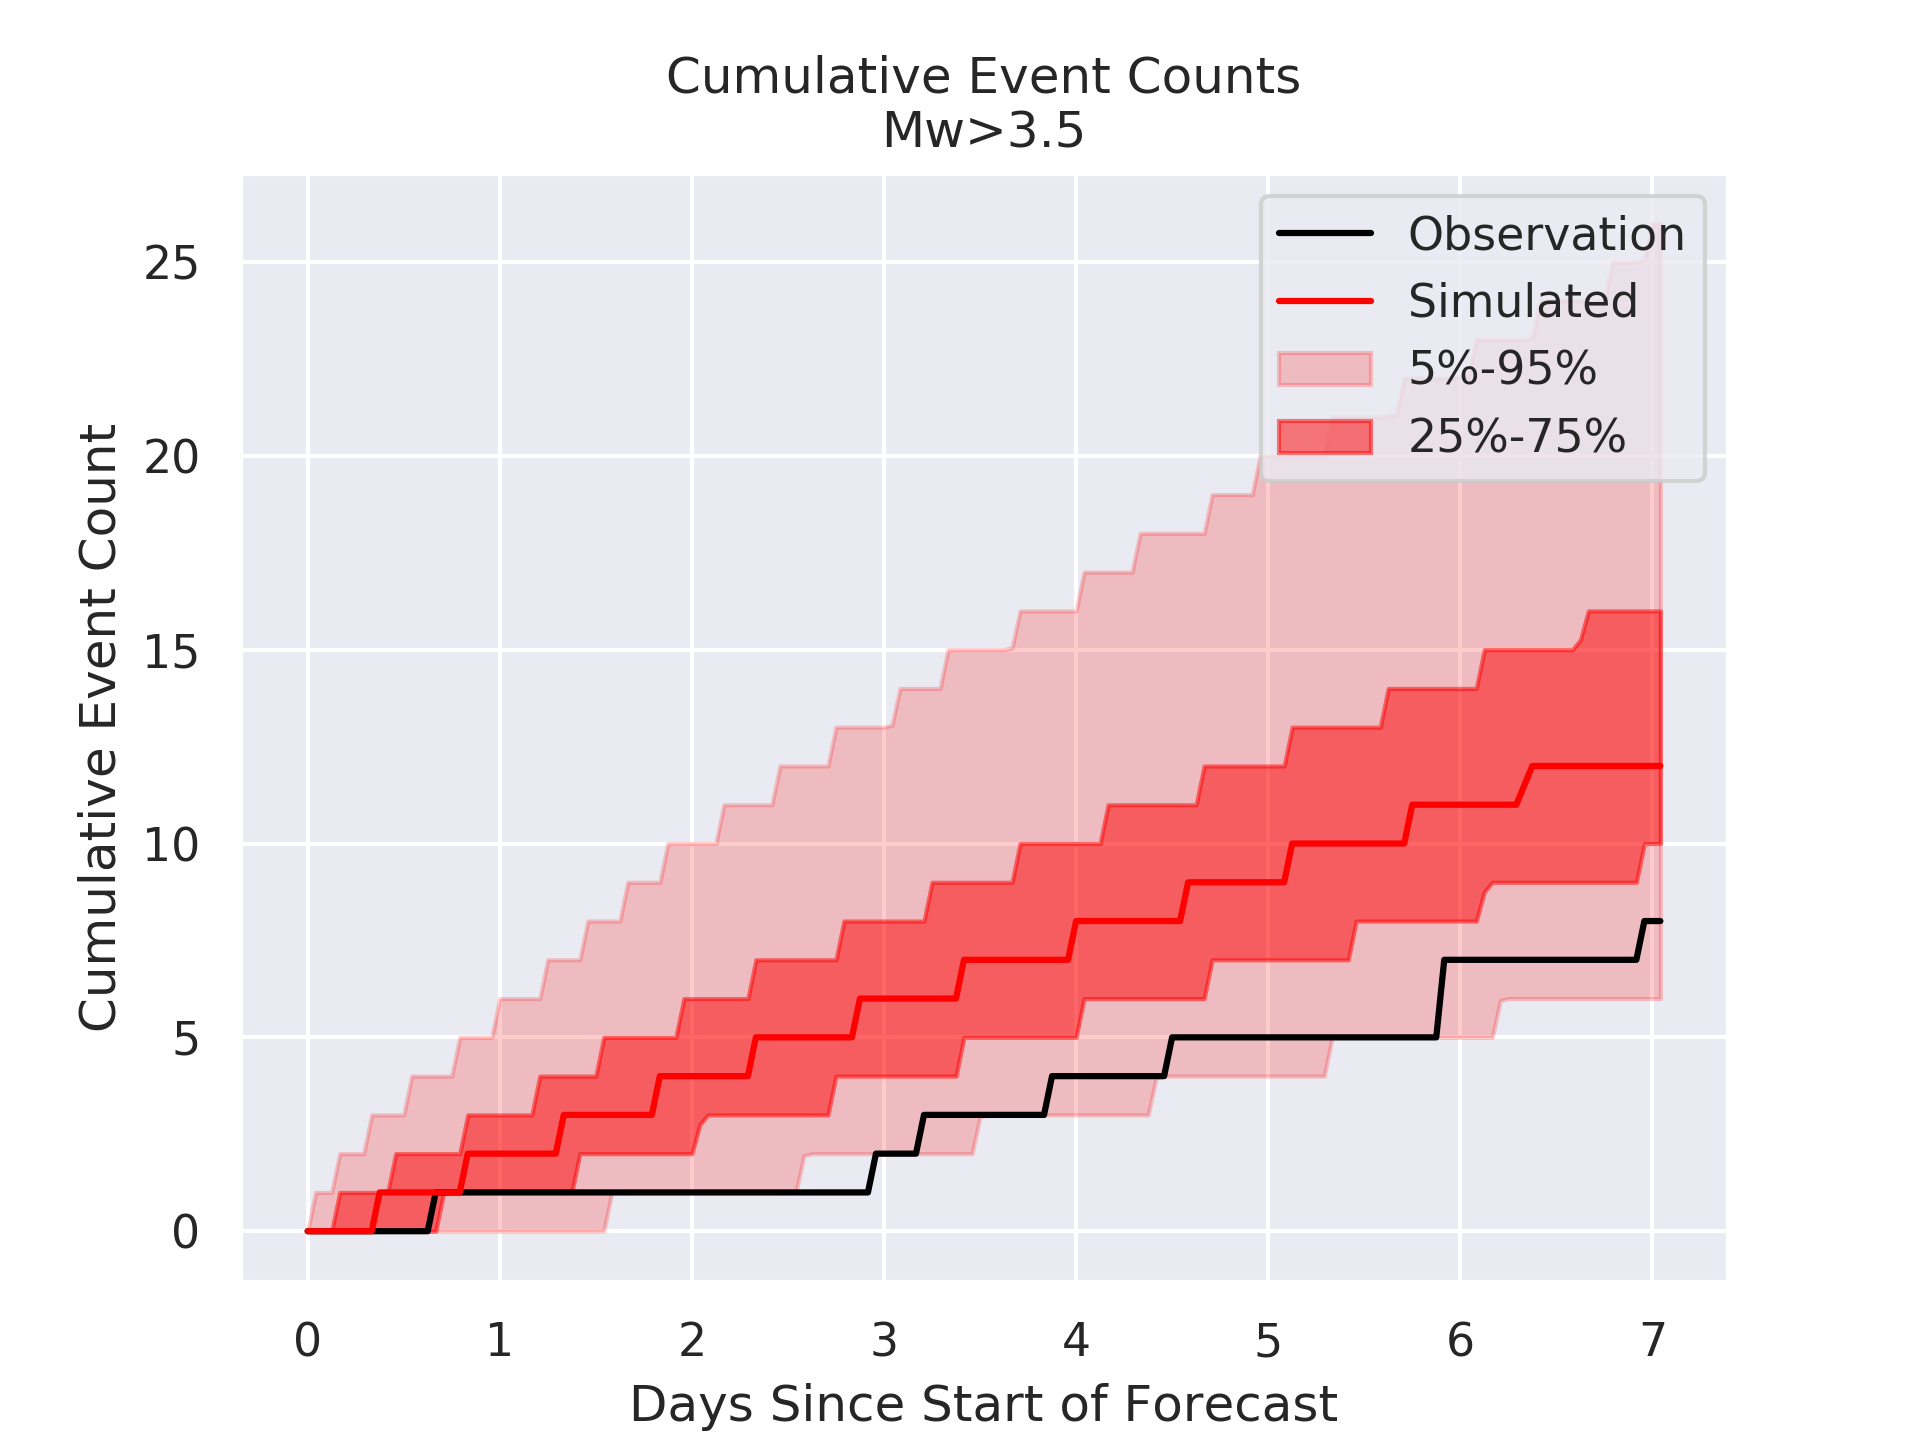 Cumulative Event Counts
Mw>3.5
Observation
Simulated
5%-95%
25%-75%
Cumulative Event Count
25
20
15
10
5
0
0 1 2 3 4 5 6 7
Days Since Start of Forecast